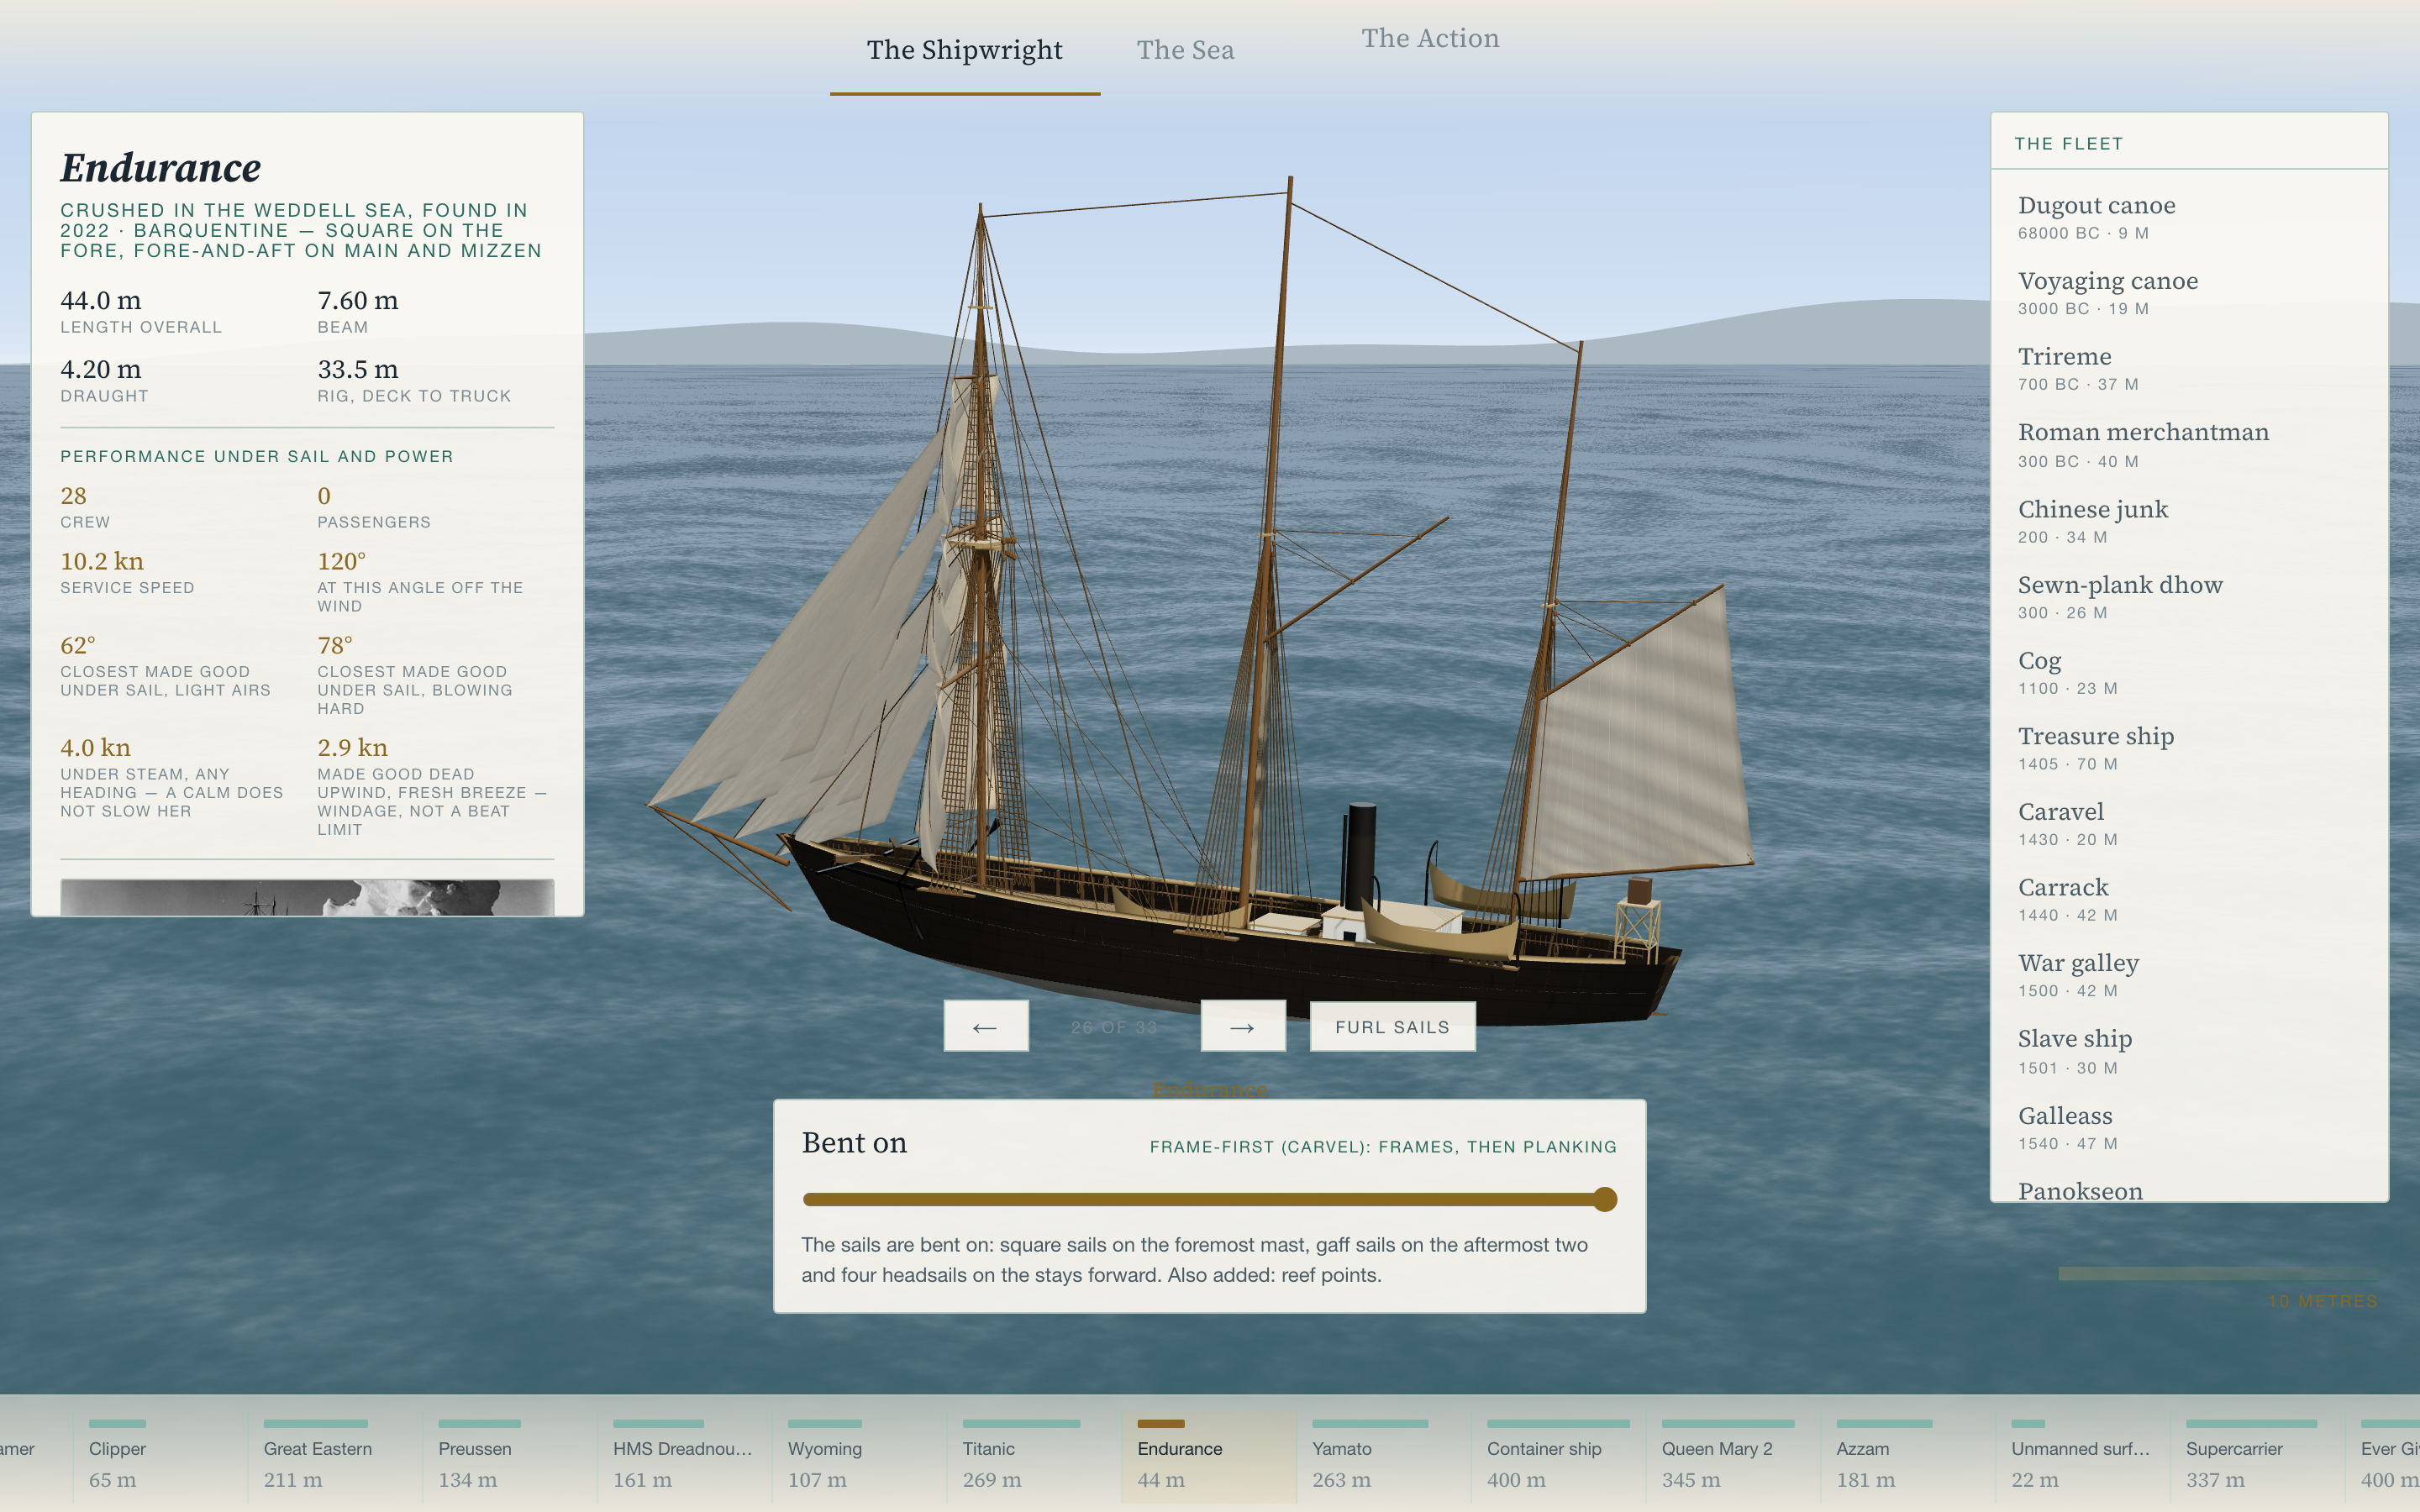 The Shipwright
The Sea
The Action
Endurance
CRUSHED IN THE WEDDELL SEA, FOUND IN
2022 · BARQUENTINE — SQUARE ON THE
FORE, FORE-AND-AFT ON MAIN AND MIZZEN
44.0 m
LENGTH OVERALL
7.60 m
BEAM
4.20 m
DRAUGHT
33.5 m
RIG, DECK TO TRUCK
PERFORMANCE UNDER SAIL AND POWER
28
CREW
0
PASSENGERS
10.2 kn
SERVICE SPEED
120°
AT THIS ANGLE OFF THE
WIND
62°
CLOSEST MADE GOOD
UNDER SAIL, LIGHT AIRS
78°
CLOSEST MADE GOOD
UNDER SAIL, BLOWING
HARD
4.0 kn
UNDER STEAM, ANY
HEADING — A CALM DOES
NOT SLOW HER
2.9 kn
MADE GOOD DEAD
UPWIND, FRESH BREEZE —
WINDAGE, NOT A BEAT
LIMIT
THE FLEET
Dugout canoe
68000 BC · 9 M
Voyaging canoe
3000 BC · 19 M
Trireme
700 BC · 37 M
Roman merchantman
300 BC · 40 M
Chinese junk
200 · 34 M
Sewn-plank dhow
300 · 26 M
Cog
1100 · 23 M
Treasure ship
1405 · 70 M
Caravel
1430 · 20 M
Carrack
1440 · 42 M
War galley
1500 · 42 M
Slave ship
1501 · 30 M
Galleass
1540 · 47 M
Panokseon
←
26 OF 33
→
FURL SAILS
Endurance
Bent on
FRAME-FIRST (CARVEL): FRAMES, THEN PLANKING
The sails are bent on: square sails on the foremost mast, gaff sails on the aftermost two
and four headsails on the stays forward. Also added: reef points.
10 METRES
amer
Clipper
65 m
Great Eastern
211 m
Preussen
134 m
HMS Dreadnou…
161 m
Wyoming
107 m
Titanic
269 m
Endurance
44 m
Yamato
263 m
Container ship
400 m
Queen Mary 2
345 m
Azzam
181 m
Unmanned surf…
22 m
Supercarrier
337 m
Ever Gi
400 m